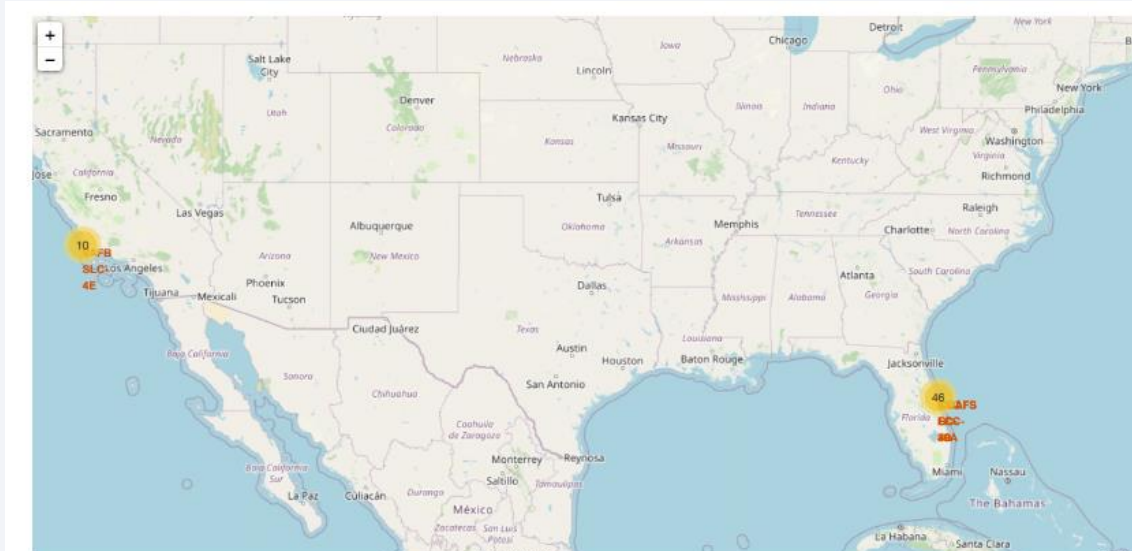 +
−
New York
Detroit
Chicago
Iowa
Salt Lake
City
Nebraska
Lincoln
Pennsylvania
New York
Ohio
Denver
Utah
Illinois
Indiana
Philadelphia
Kansas City
Colorado
Sacramento
Nevada
Kansas
Missouri
West Virginia
Washington
Virginia
Kentucky
Jose
California
Richmond
Fresno
Las Vegas
Tulsa
Raleigh
Albuquerque
Oklahoma
Memphis
Tennessee
Charlotte
North Carolina
10
Arizona
New Mexico
Arkansas
Los Angeles
Atlanta
South Carolina
4E
Phoenix
Dallas
Tijuana
Mexicali
Tucson
Mississippi
Alabama
Georgia
Ciudad Juárez
Texas
Louisiana
Austin
Baja California
Houston
Baton Rouge
Jacksonville
Sonora
San Antonio
Chihuahua
46
Florida
Coahuila
de Zaragoza
Monterrey
Reynosa
Baja California
Sur
Saltillo
Tamaulipas
Miami
Nassau
La Paz
Culiacán
Durango
The Bahamas
México
Zacatecas
San Luis
Potosí
La Habana
Santa Clara